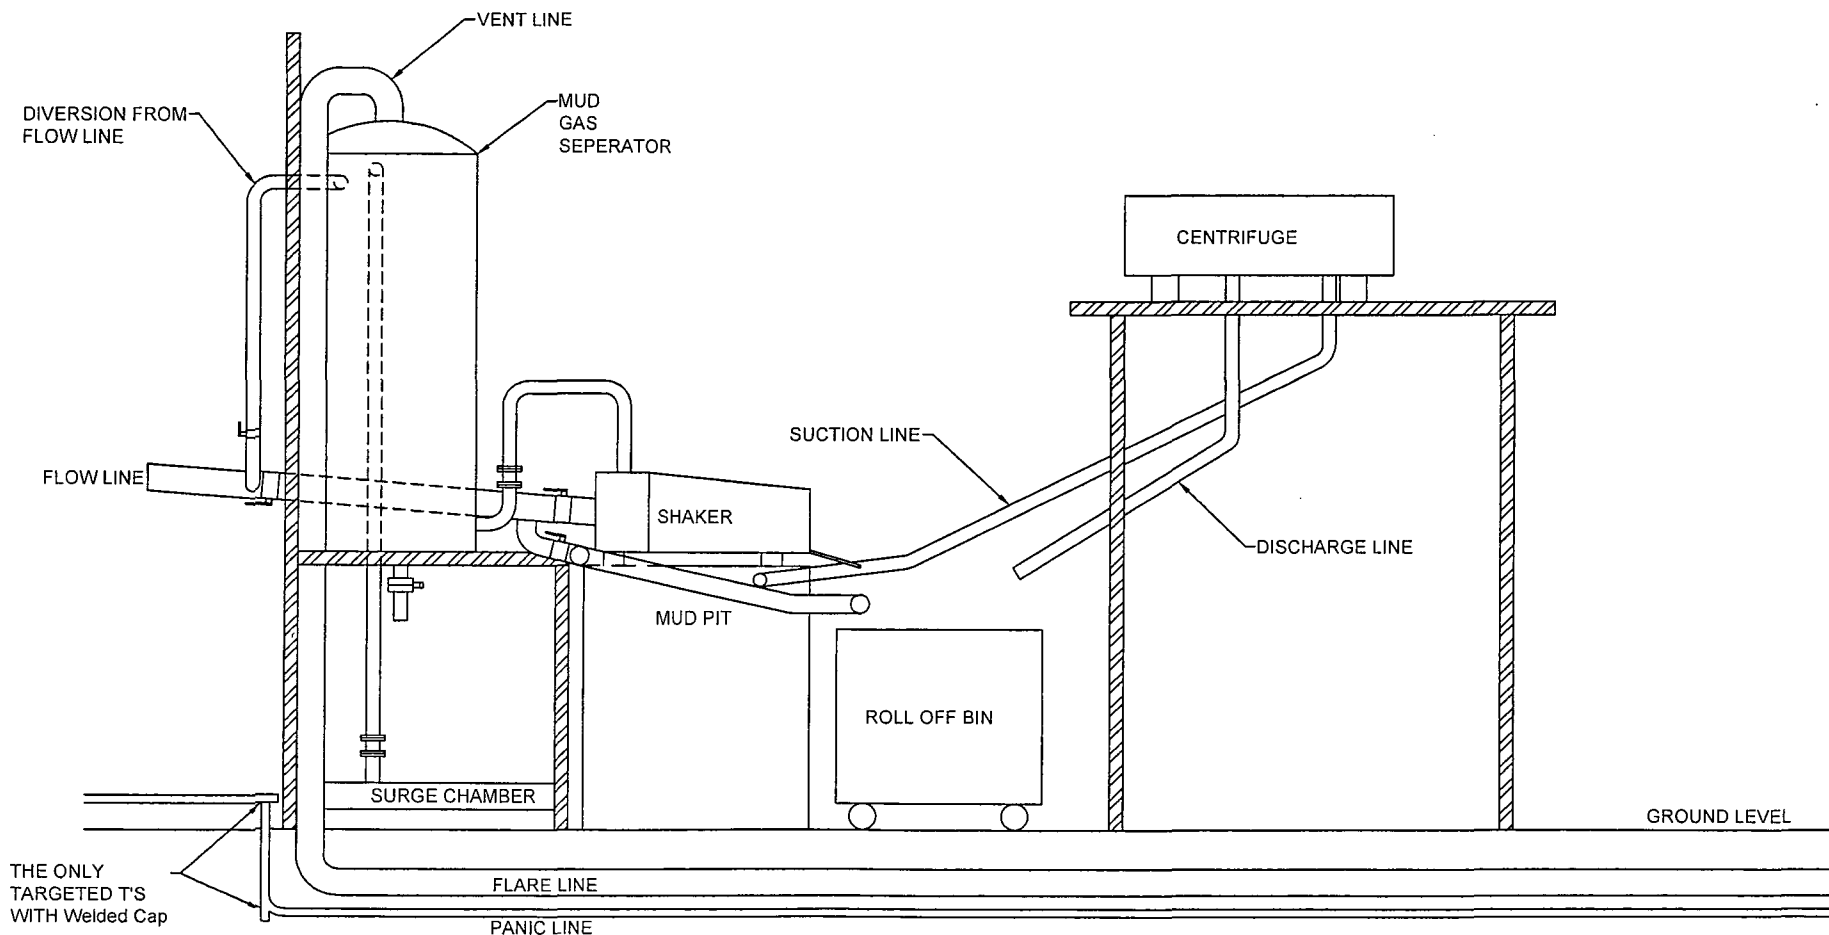 VENT LINE
DIVERSION FROM
FLOW LINE
MUD
GAS
SEPERATOR
CENTRIFUGE
SUCTION LINE
FLOW LINE
SHAKER
DISCHARGE LINE
MUD PIT
ROLL OFF BIN
SURGE CHAMBER
GROUND LEVEL
THE ONLY
TARGETED T'S
WITH Welded Cap
FLARE LINE
PANIC LINE